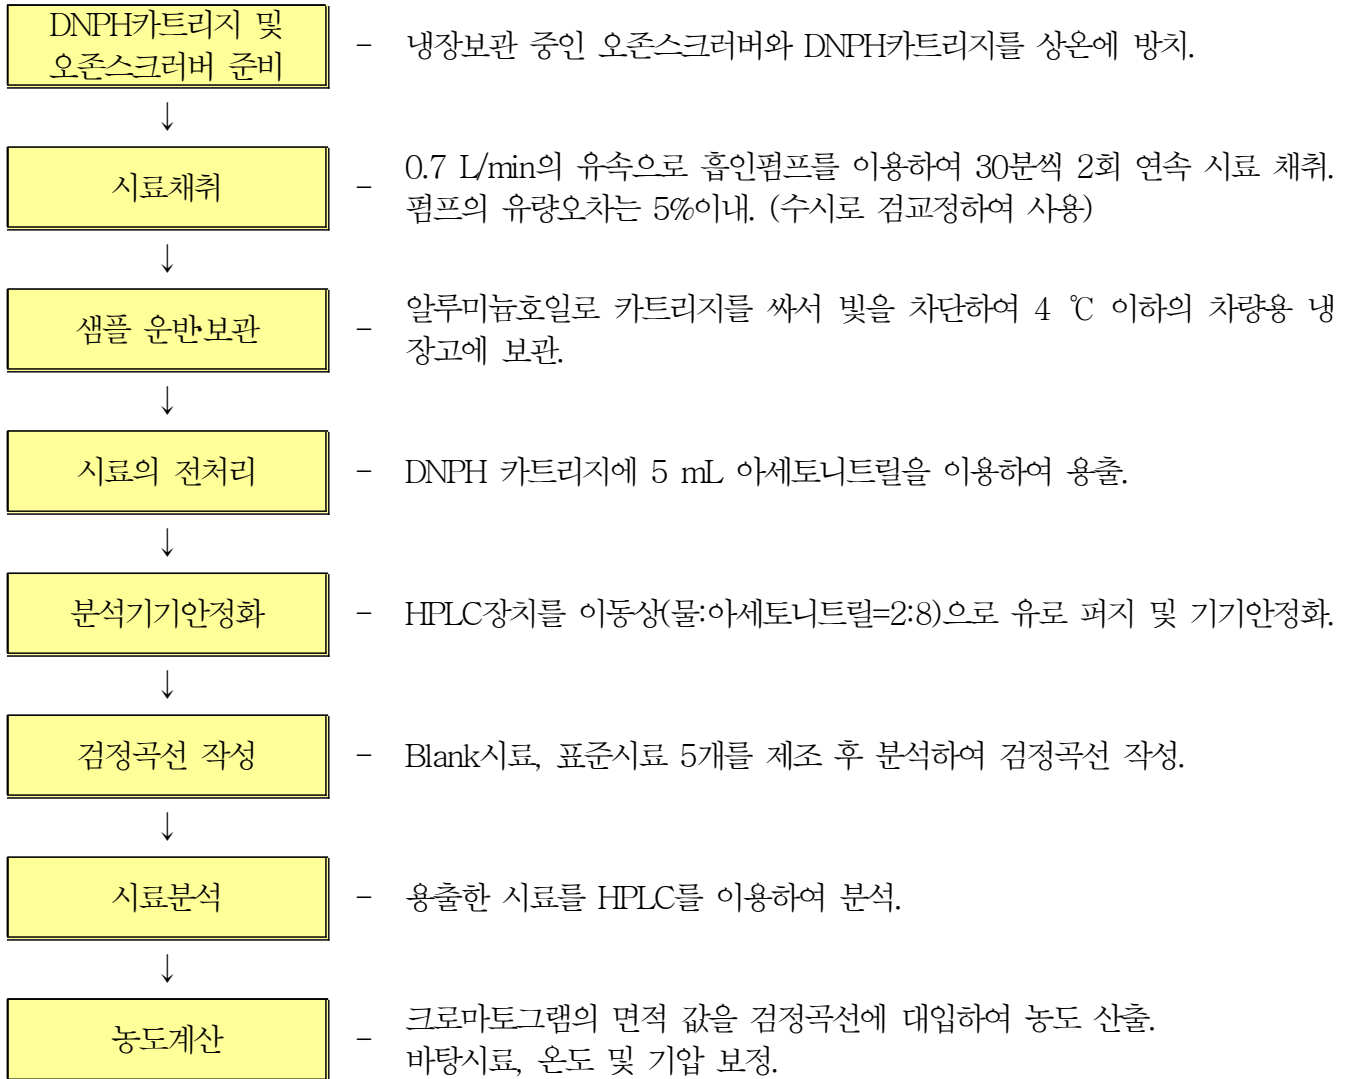 DNPH카트리지 및
오존스크러버 준비
- 냉장보관 중인 오존스크러버와 DNPH카트리지를 상온에 방치.
↓
시료채취
- 0.7 L/min의 유속으로 흡인펌프를 이용하여 30분씩 2회 연속 시료 채취.
펌프의 유량오차는 5%이내. (수시로 검교정하여 사용)
↓
샘플 운반·보관
- 알루미늄호일로 카트리지를 싸서 빛을 차단하여 4 ℃ 이하의 차량용 냉
장고에 보관.
↓
시료의 전처리
- DNPH 카트리지에 5 mL 아세토니트릴을 이용하여 용출.
↓
분석기기안정화
- HPLC장치를 이동상(물:아세토니트릴=2:8)으로 유로 퍼지 및 기기안정화.
↓
검정곡선 작성
- Blank시료, 표준시료 5개를 제조 후 분석하여 검정곡선 작성.
↓
시료분석
- 용출한 시료를 HPLC를 이용하여 분석.
↓
농도계산
- 크로마토그램의 면적 값을 검정곡선에 대입하여 농도 산출.
바탕시료, 온도 및 기압 보정.